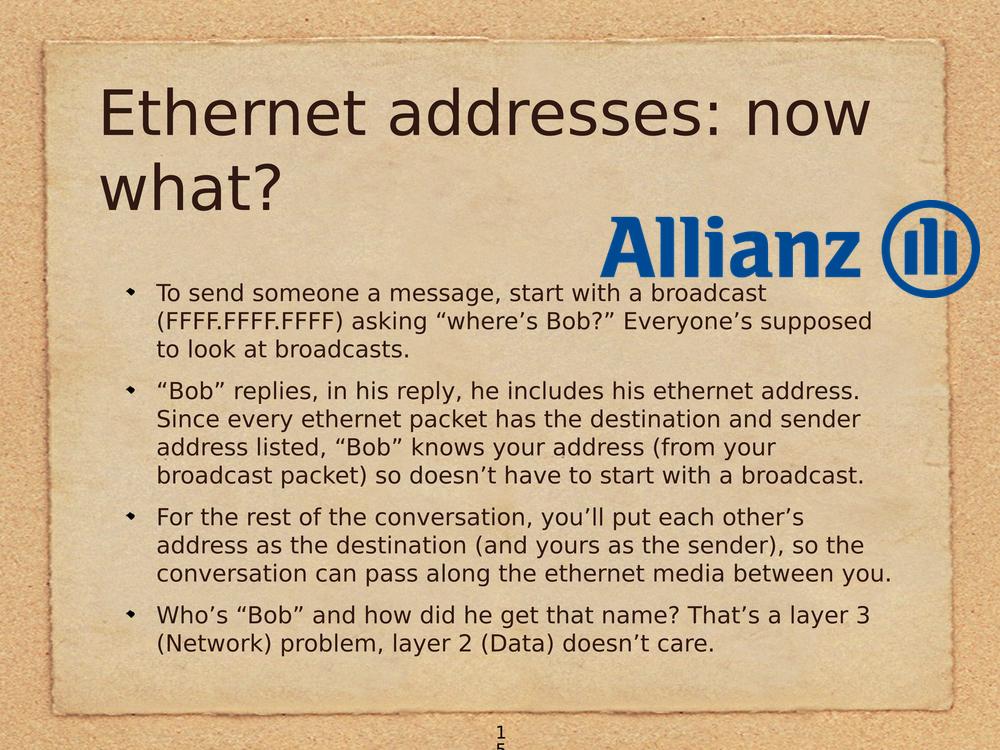 Ethernet addresses: now
what?
Allianz
To send someone a message, start with a broadcast
(FFFF.FFFF.FFFF) asking “where’s Bob?” Everyone’s supposed
to look at broadcasts.
“Bob” replies, in his reply, he includes his ethernet address.
Since every ethernet packet has the destination and sender
address listed, “Bob” knows your address (from your
broadcast packet) so doesn’t have to start with a broadcast.
For the rest of the conversation, you’ll put each other’s
address as the destination (and yours as the sender), so the
conversation can pass along the ethernet media between you.
Who’s “Bob” and how did he get that name? That’s a layer 3
(Network) problem, layer 2 (Data) doesn’t care.
1
5